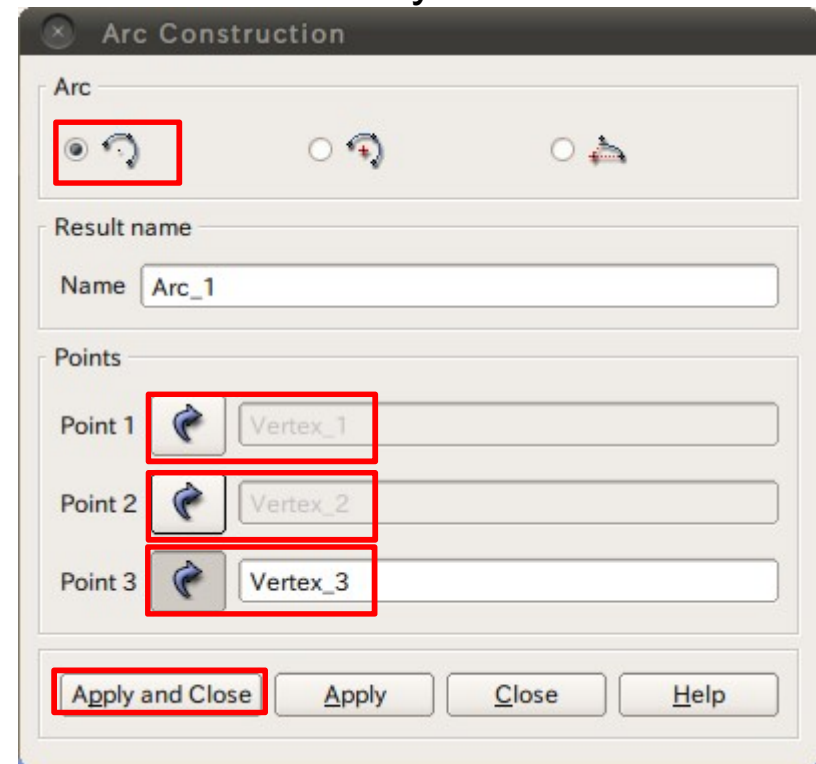 Arc Construction
Arc
Result name
Name Arc_1
Points
Point 1 Vertex_1
Point 2 Vertex_2
Point 3 Vertex_3
Apply and Close Apply Close Help